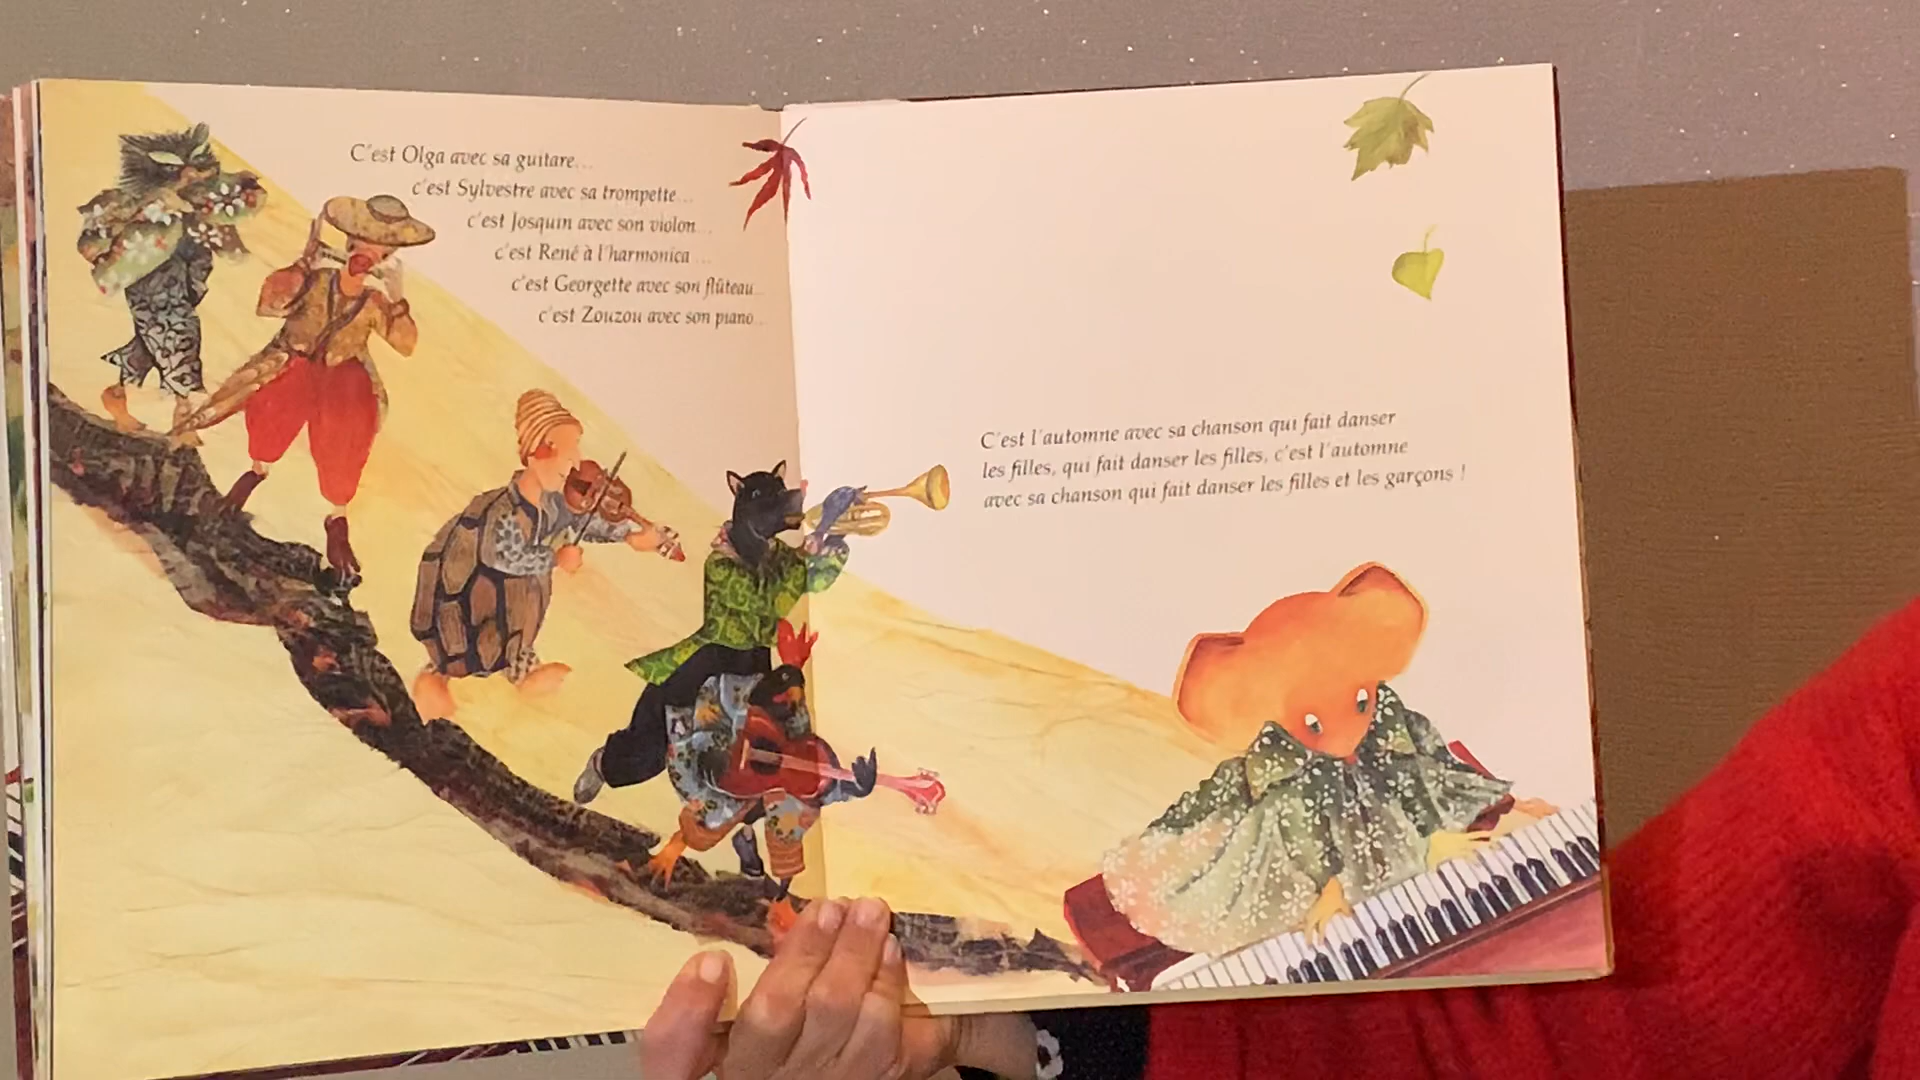 C'est Olga avec sa guitare...
c'est Sylvestre avec sa trompette...
c'est Josquin avec son violon...
c'est René à l'harmonica ...
c'est Georgette avec son flûteau...
c'est Zouzou avec son piano...
C'est l'automne avec sa chanson qui fait danser
les filles, qui fait danser les filles, c'est l'automne
avec sa chanson qui fait danser les filles et les garçons !